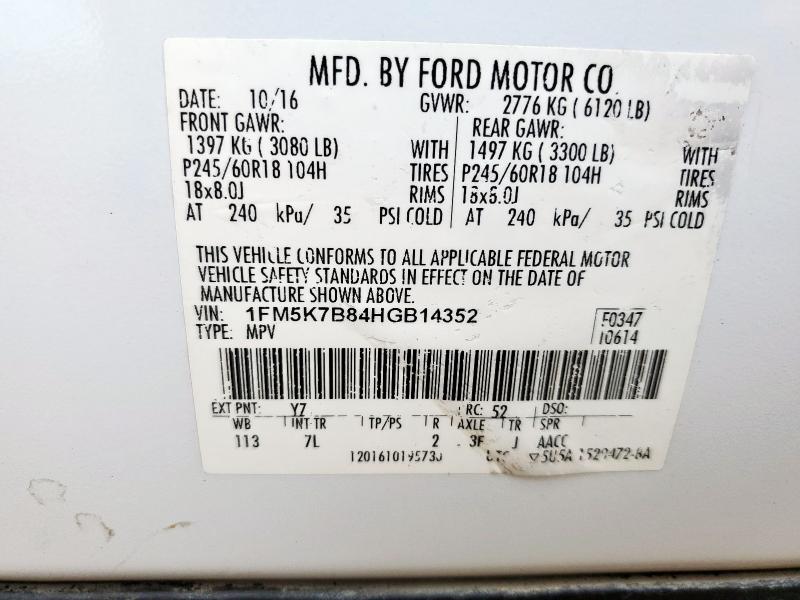 MFD. BY FORD MOTOR CO.
DATE: 10/16 GVWR: 2776 KG ( 6120 LB)
FRONT GAWR: REAR GAWR:
1397 KG ( 3080 LB) WITH 1497 KG ( 3300 LB) WITH
P245/60R18 104H TIRES P245/60R18 104H TIRES
18x8.0J RIMS 18x8.0J RIMS
AT 240 kPa/ 35 PSI COLD AT 240 kPa/ 35 PSI COLD
THIS VEHICLE CONFORMS TO ALL APPLICABLE FEDERAL MOTOR
VEHICLE SAFETY STANDARDS IN EFFECT ON THE DATE OF
MANUFACTURE SHOWN ABOVE.
VIN: 1FM5K7B84HGB14352 F0347
TYPE: MPV 10614
EXT PNT: Y7 RC: 52 DSO:
WB INT TR TP/PS R AXLE TR SPR
113 7L 2 3F J AACC